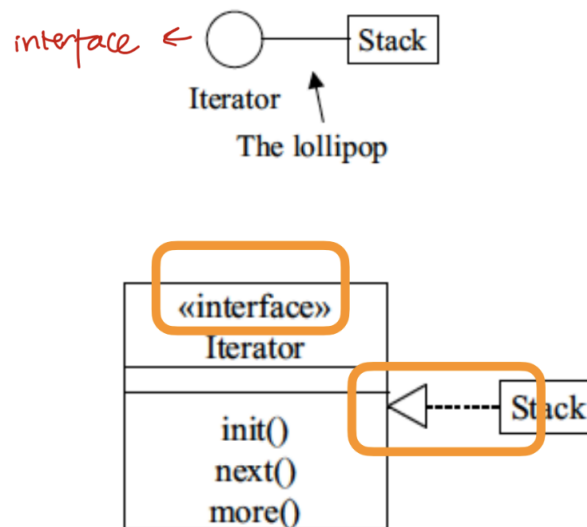 interface
Stack
Iterator
The lollipop
«interface»
Iterator
Stack
init()
next()
more()